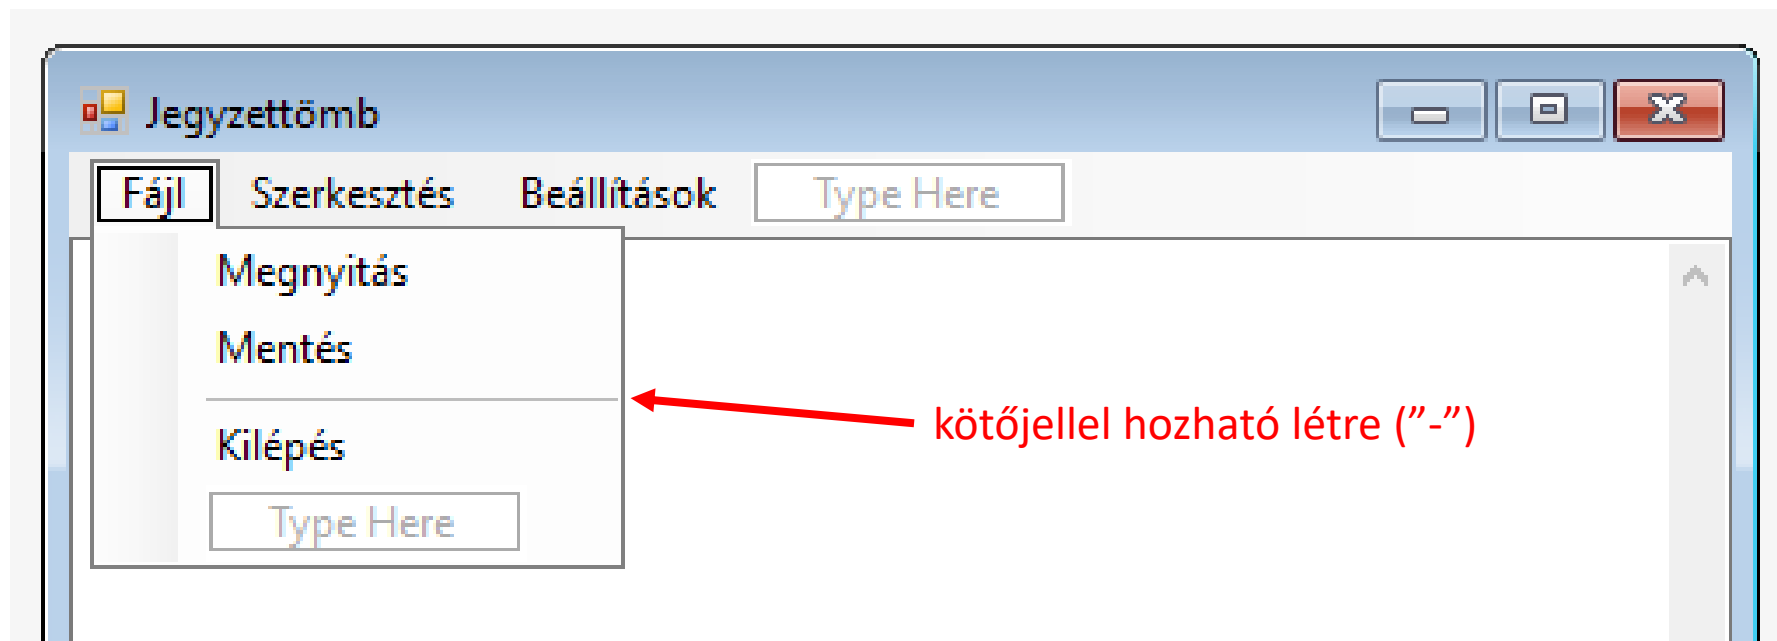 Jegyzettömb
Fájl Szerkesztés Beállítások Type Here
Megnyitás
Mentés
kötőjellel hozható létre (”-”)
Kilépés
Type Here